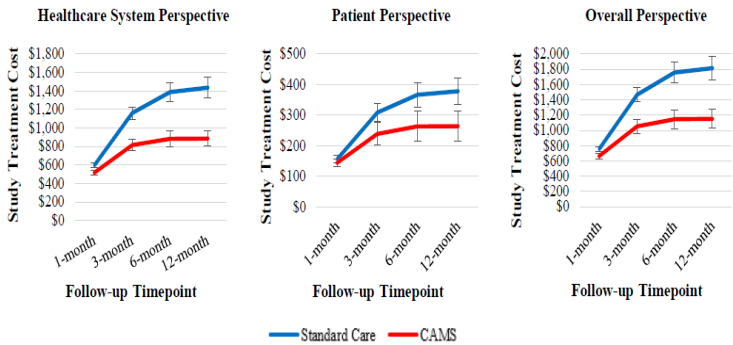 Healthcare System Perspective
Study Treatment Cost
$1,800
$1,600
$1,400
$1,200
$1,000
$800
$600
$400
$200
$0
1-month
3-month
6-month
12-month
Follow-up Timepoint
Patient Perspective
Study Treatment Cost
$500
$400
$300
$200
$100
$0
1-month
3-month
6-month
12-month
Follow-up Timepoint
Overall Perspective
Study Treatment Cost
$2,000
$1,800
$1,600
$1,400
$1,200
$1,000
$800
$600
$400
$200
$0
1-month
3-month
6-month
12-month
Follow-up Timepoint
Standard Care
CAMS